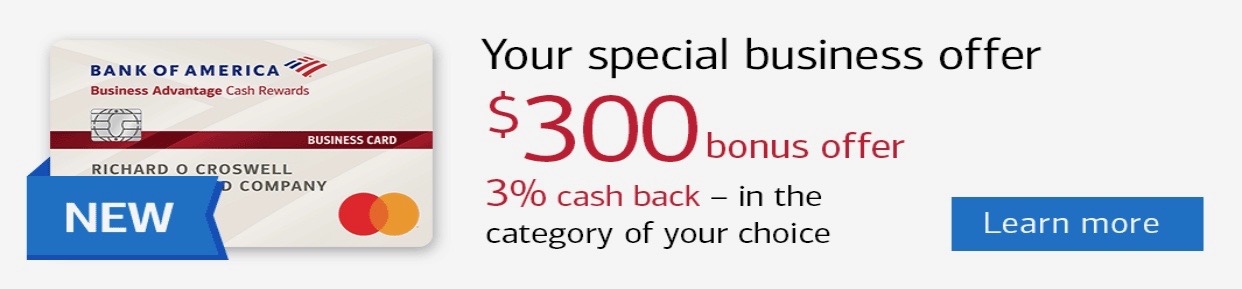 BANK OF AMERICA
Business Advantage Cash Rewards
BUSINESS CARD
RICHARD O CROSWELL
D COMPANY
NEW
Your special business offer
$300 bonus offer
3% cash back – in the
category of your choice
Learn more